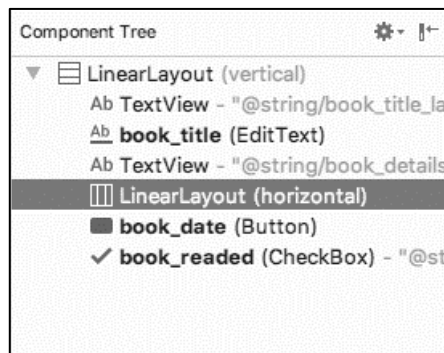 Component Tree
LinearLayout (vertical)
Ab TextView - "@string/book_title_la
Ab book_title (EditText)
Ab TextView - "@string/book_details
LinearLayout (horizontal)
book_date (Button)
book_readed (CheckBox) - "@st